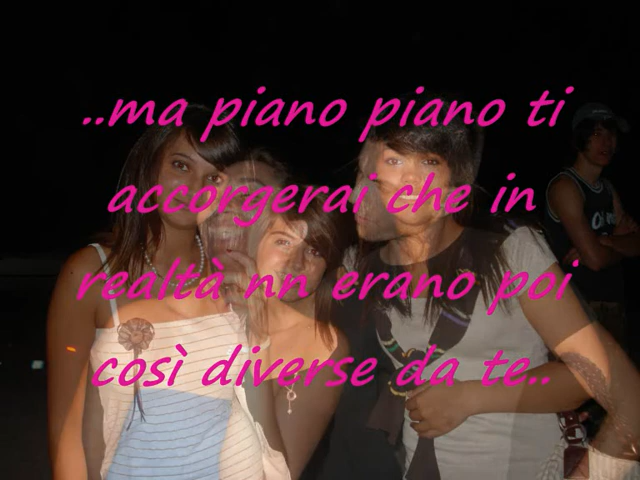 ..ma piano piano ti
accorgerai che in
realtà nn erano poi
così diverse da te..